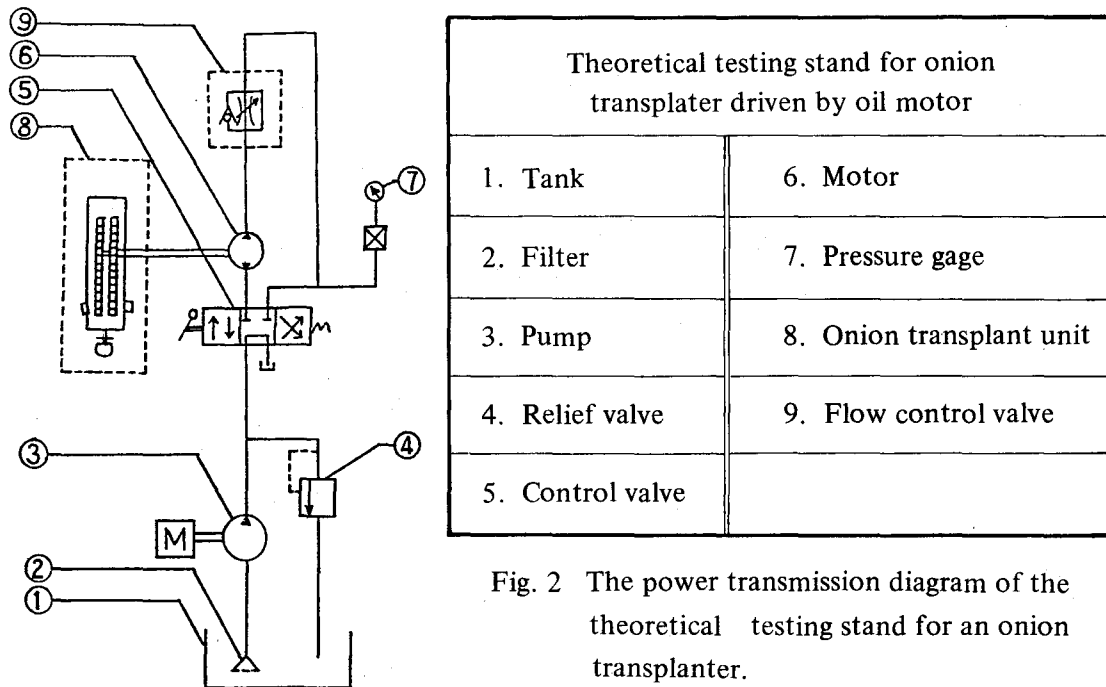 ⑨
⑥
⑤
⑧
⑦
③
④
M
②
①
Theoretical testing stand for onion
transplater driven by oil motor
1. Tank
6. Motor
2. Filter
7. Pressure gage
3. Pump
8. Onion transplant unit
4. Relief valve
9. Flow control valve
5. Control valve
Fig. 2 The power transmission diagram of the
theoretical testing stand for an onion
transplanter.